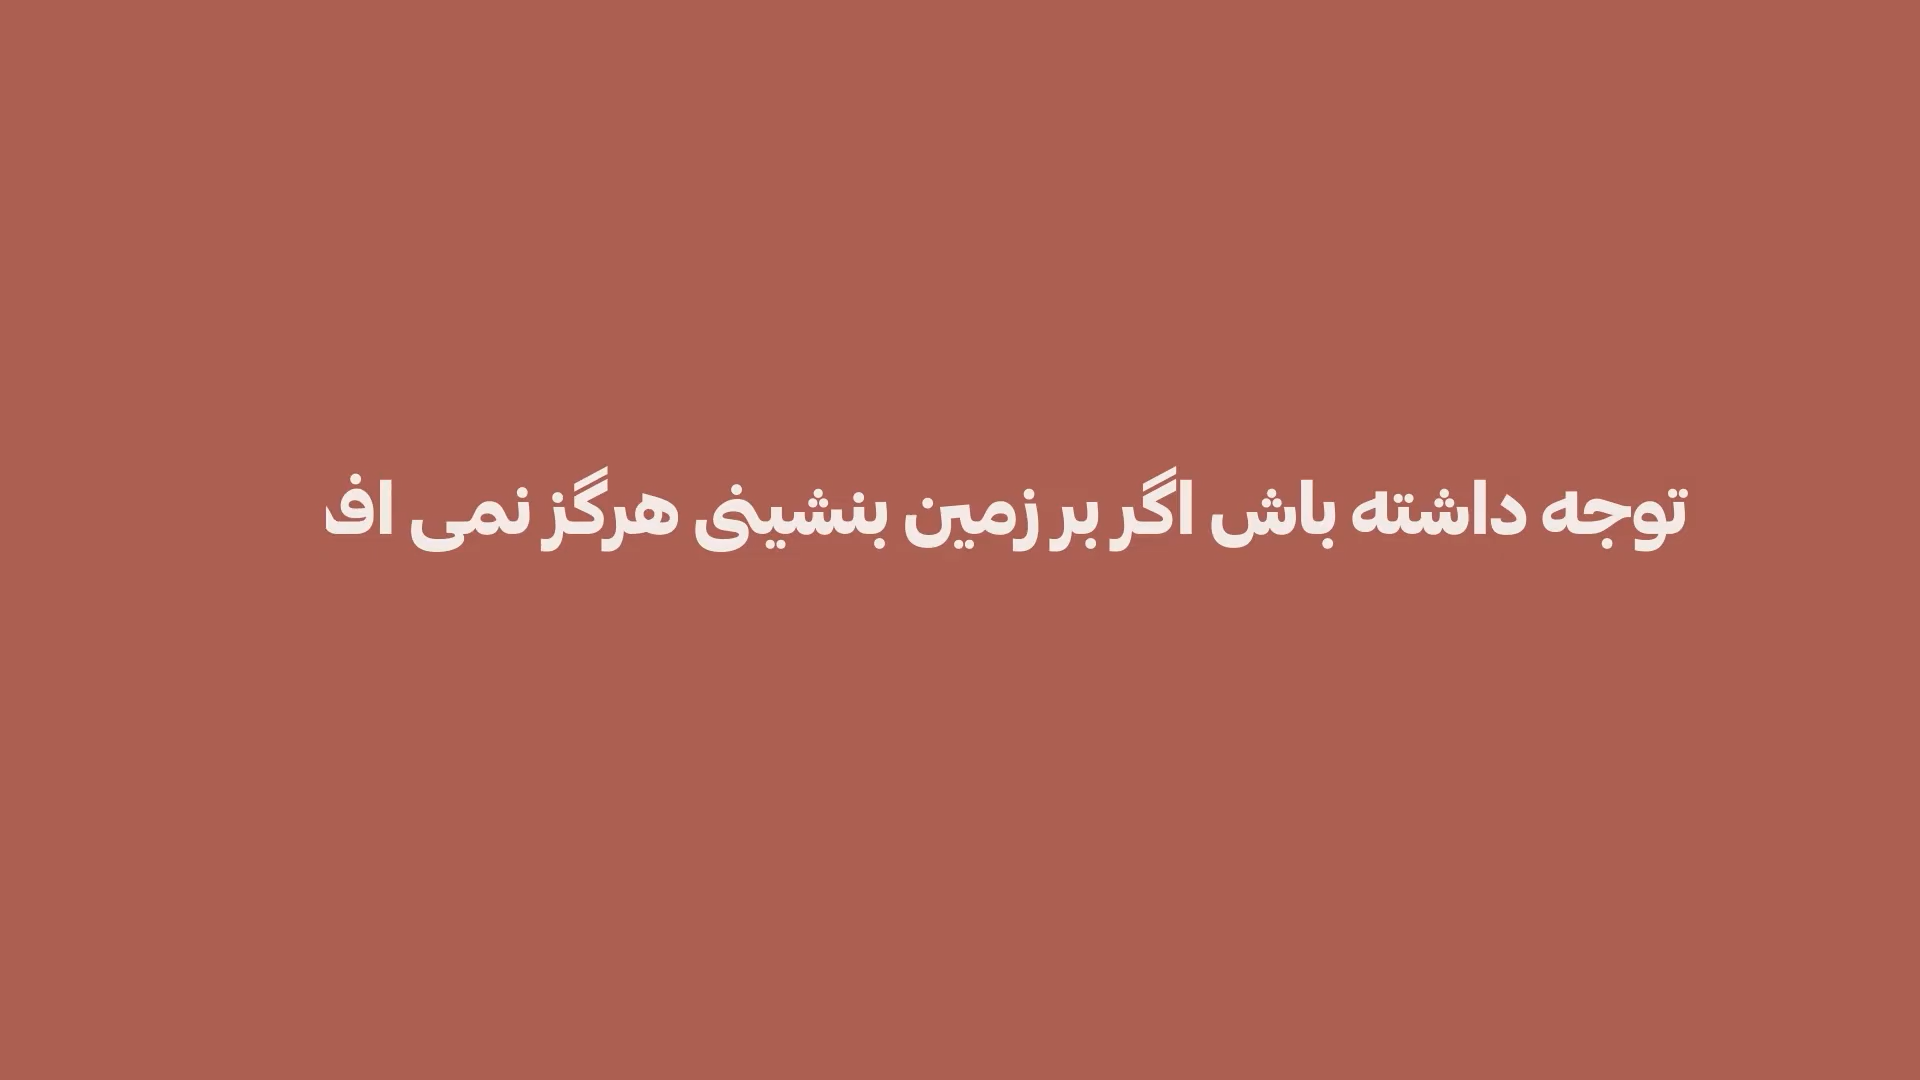 توجه داشته باش اگر بر زمین بنشینی هرگز نمی اف